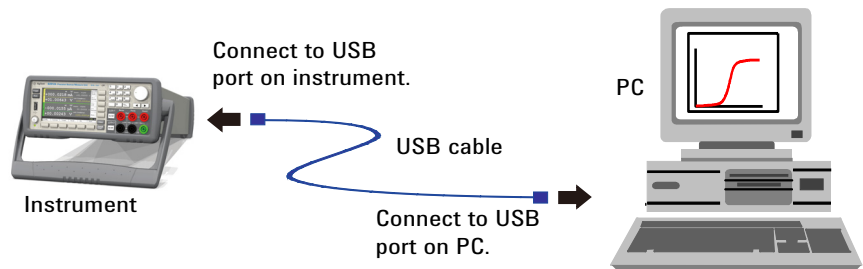 Connect to USB
port on instrument.
PC
USB cable
Instrument
Connect to USB
port on PC.